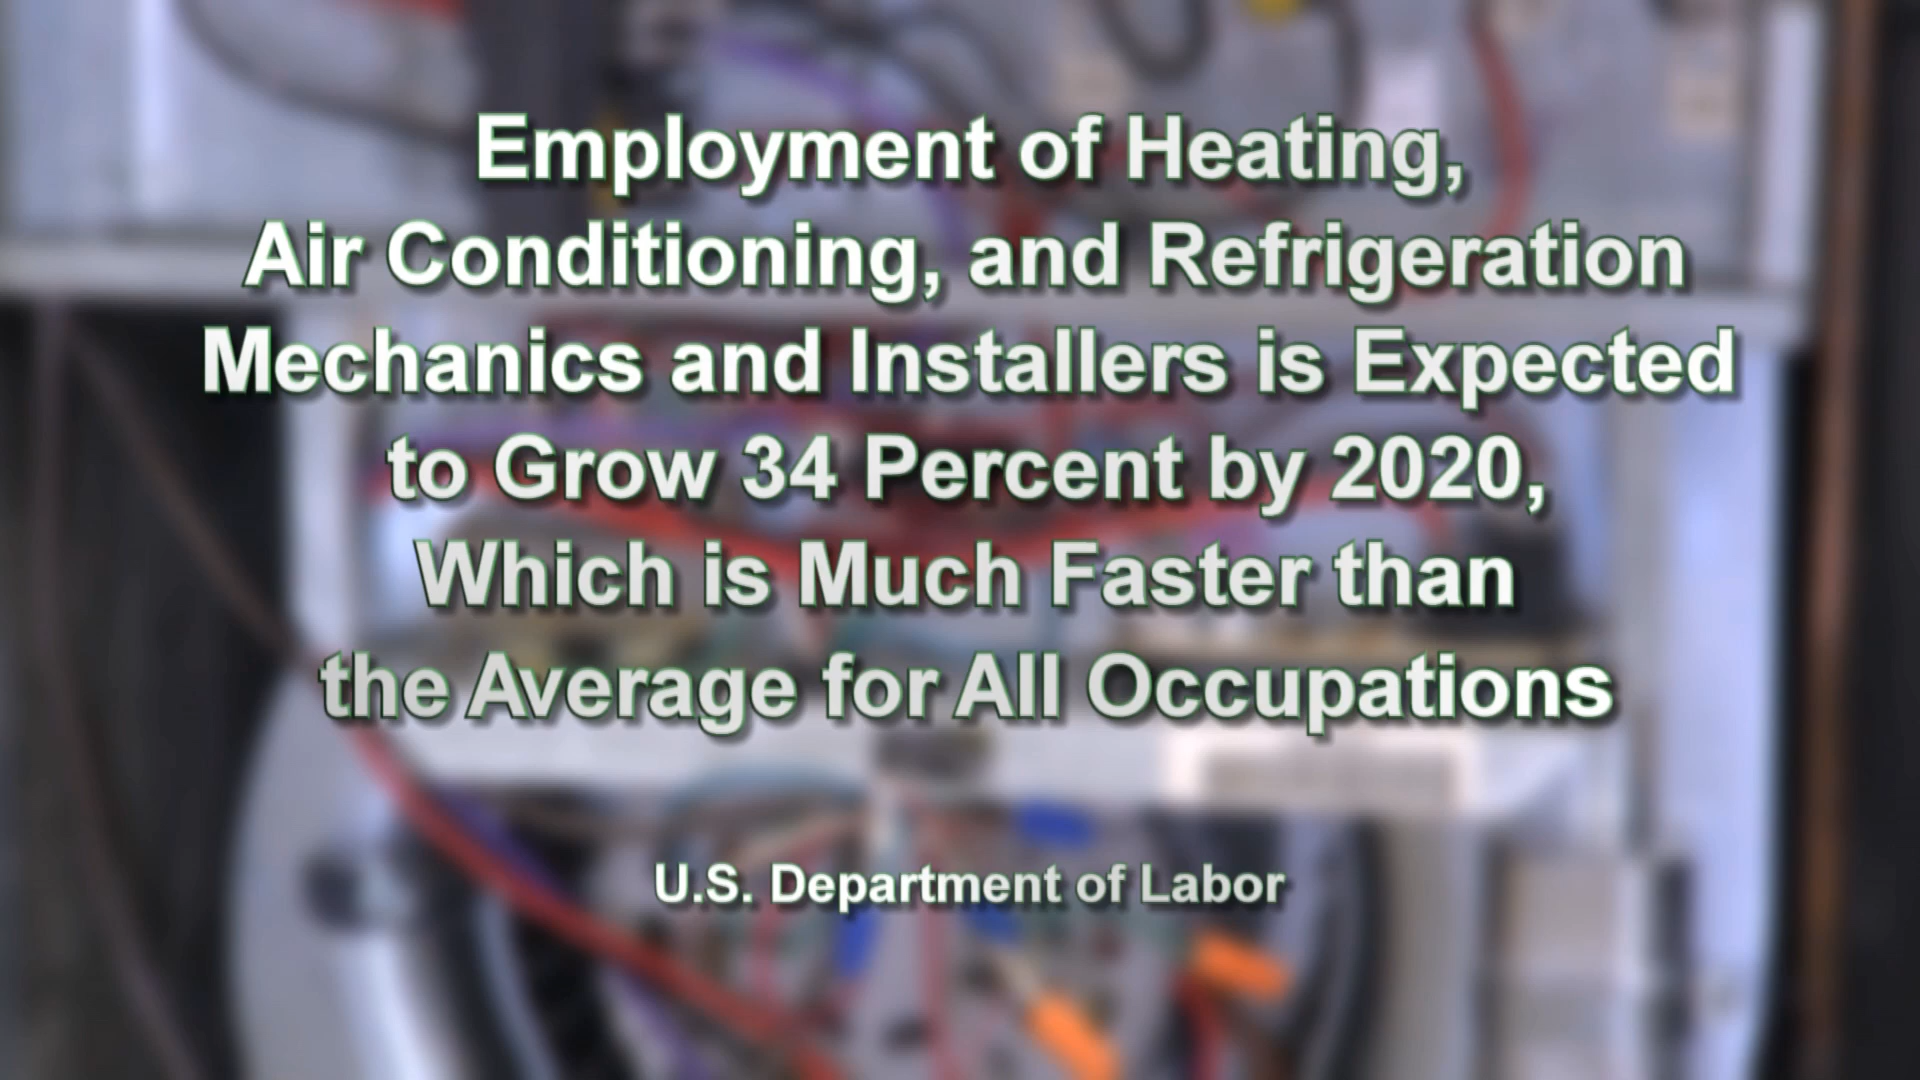 Employment of Heating,
Air Conditioning, and Refrigeration
Mechanics and Installers is Expected
to Grow 34 Percent by 2020,
Which is Much Faster than
the Average for All Occupations
U.S. Department of Labor